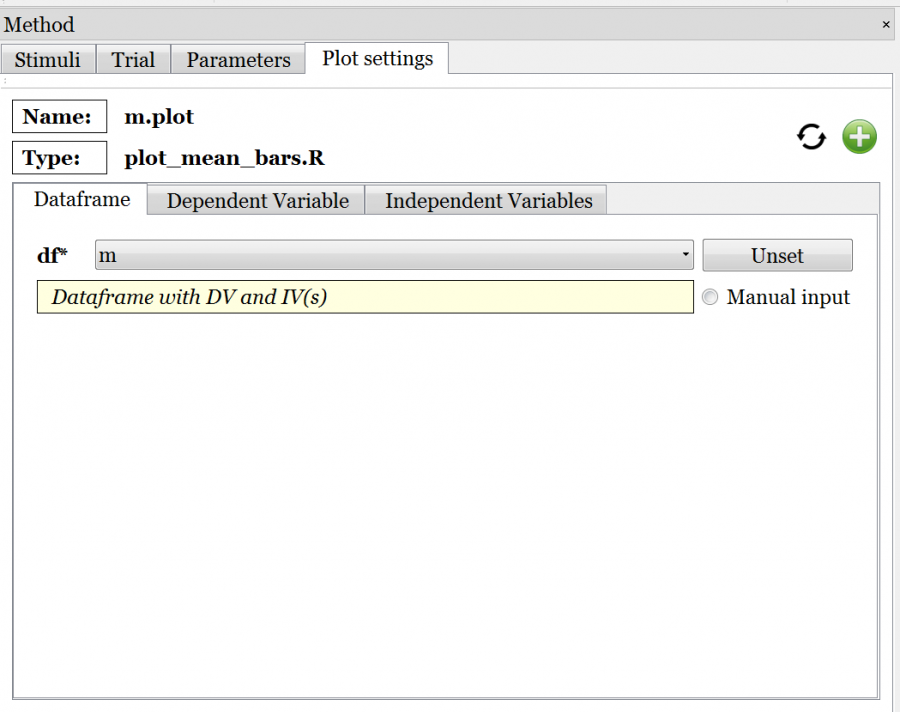 Method
Stimuli Trial Parameters Plot settings
Name: m.plot
Type: plot_mean_bars.R
Dataframe Dependent Variable Independent Variables
df* m Unset
Dataframe with DV and IV(s) Manual input